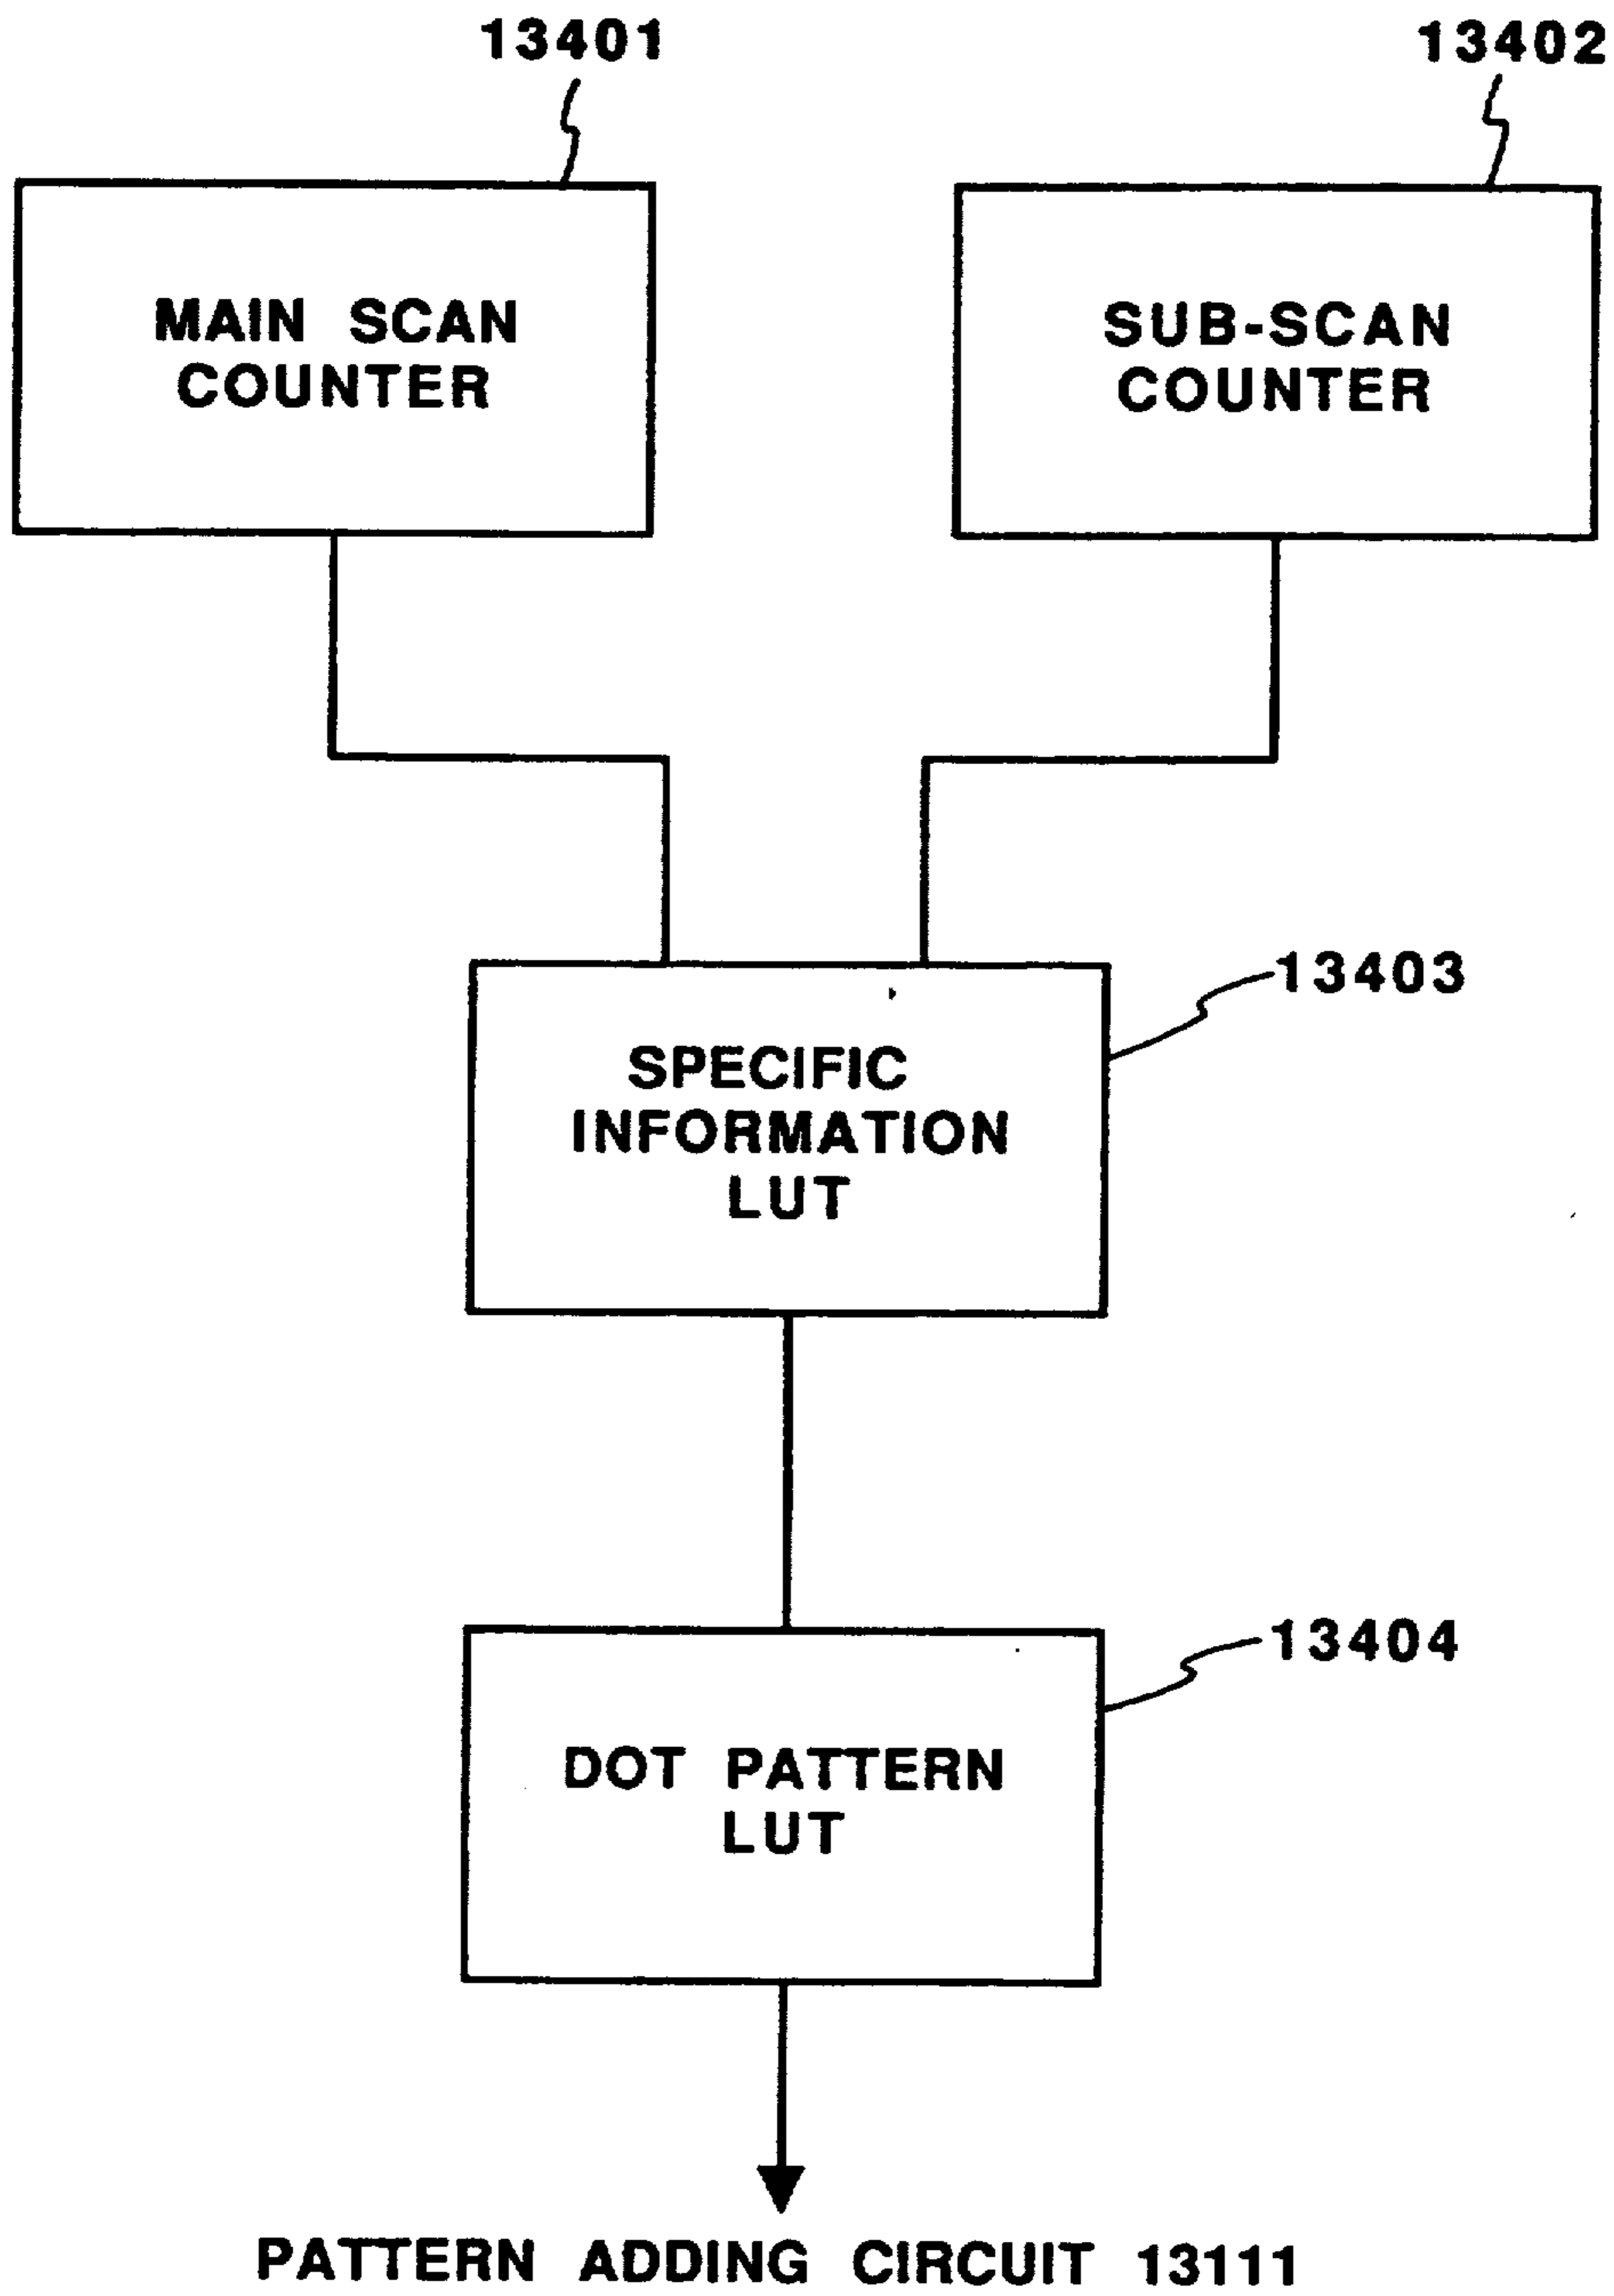 13401
13402
MAIN SCAN
COUNTER
SUB-SCAN
COUNTER
13403
SPECIFIC
INFORMATION
LUT
13404
DOT PATTERN
LUT
PATTERN ADDING CIRCUIT 13111